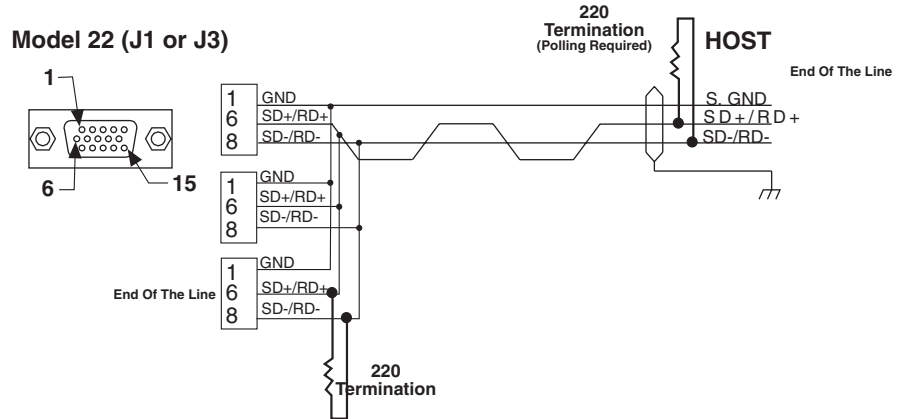 Model 22 (J1 or J3)
1
6
15
220
Termination
(Polling Required)
HOST
End Of The Line
1 GND
6 SD+/RD+
8 SD-/RD-
S. GND
SD+/RD+
SD-/RD-
1 GND
6 SD+/RD+
8 SD-/RD-
End Of The Line
1 GND
6 SD+/RD+
8 SD-/RD-
220
Termination